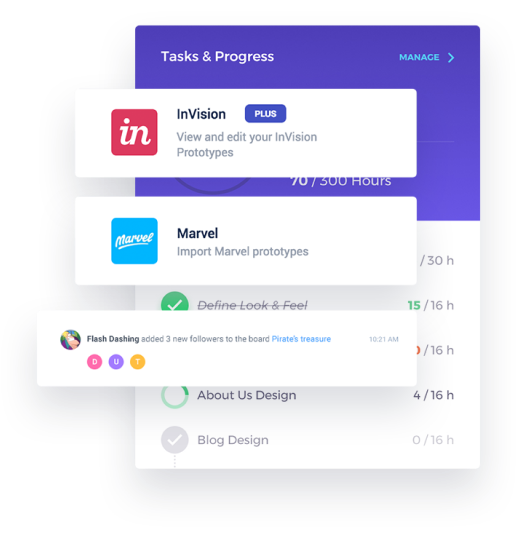 Tasks & Progress
MANAGE
in
InVision
PLUS
View and edit your InVision
Prototypes
70 / 300 Hours
Marvel
Marvel
Import Marvel prototypes
/ 30 h
Define Look & Feel
15 / 16 h
Flash Dashing added 3 new followers to the board Pirate's treasure
10:21 AM
D
U
T
/ 16 h
About Us Design
4 / 16 h
Blog Design
0 / 16 h